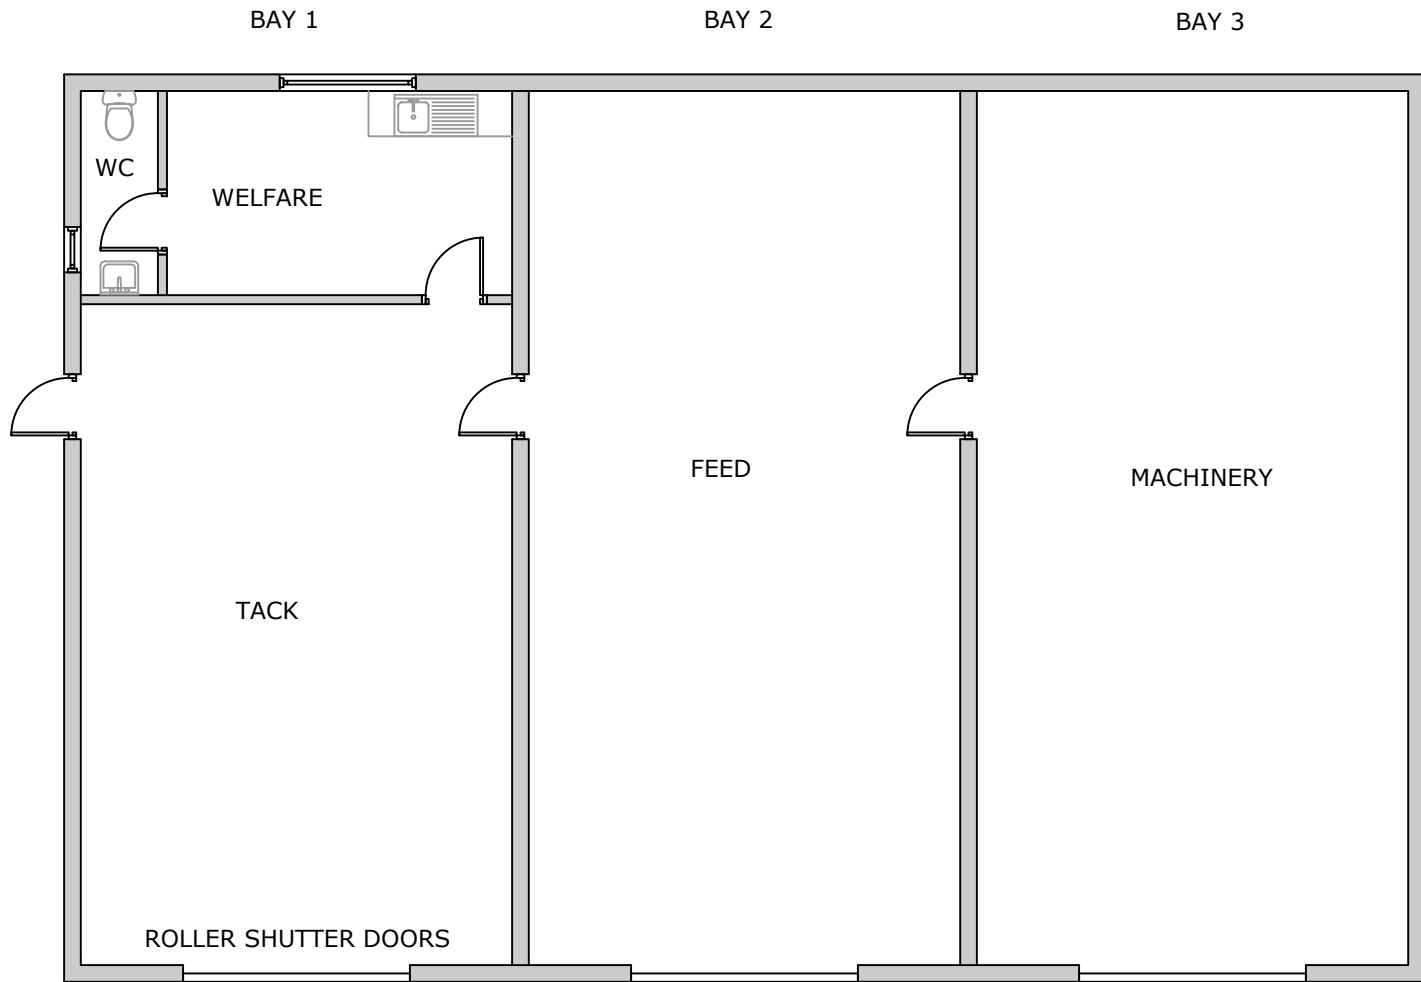 BAY 1
BAY 2
BAY 3
WC
WELFARE
FEED
MACHINERY
TACK
ROLLER SHUTTER DOORS